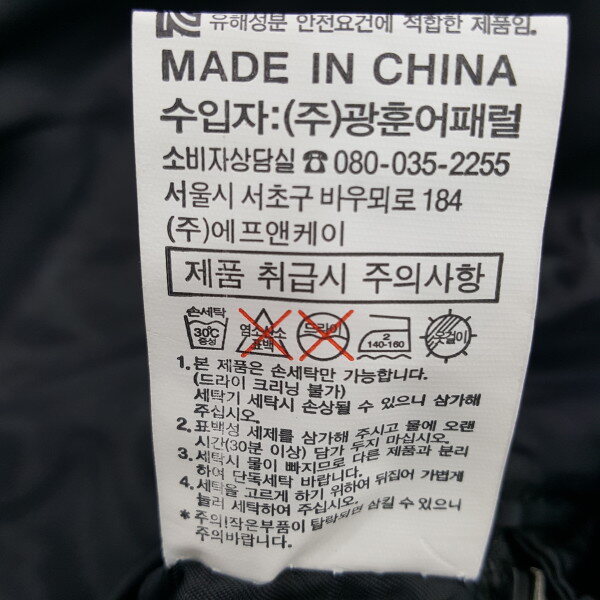 유해성분 안전요건에 적합한 제품임.
MADE IN CHINA
수입자:(주)광훈어패럴
소비자상담실 ☎ 080-035-2255
서울시 서초구 바우뫼로 184
(주)에프앤케이
제품 취급시 주의사항
손세탁 30℃ 중성
염소산소 표백
드라이
2 140-160
옷걸이
1.본 제품은 손세탁만 가능합니다.
(드라이 크리닝 불가)
세탁기 세탁시 손상될 수 있으니 삼가해
주십시오.
2.표백성 세제를 삼가해 주시고 물에 오랜
시간(30분 이상) 담가 두지 마십시오.
3.세탁시 물이 빠지므로 다른 제품과 분리
하여 단독세탁 바랍니다.
4.세탁을 고르게 하기 위하여 뒤집어 가볍게
눌러 세탁하여 주십시오.
*주의!작은부품이 탈락되면 삼킬 수 있으니
주의바랍니다.